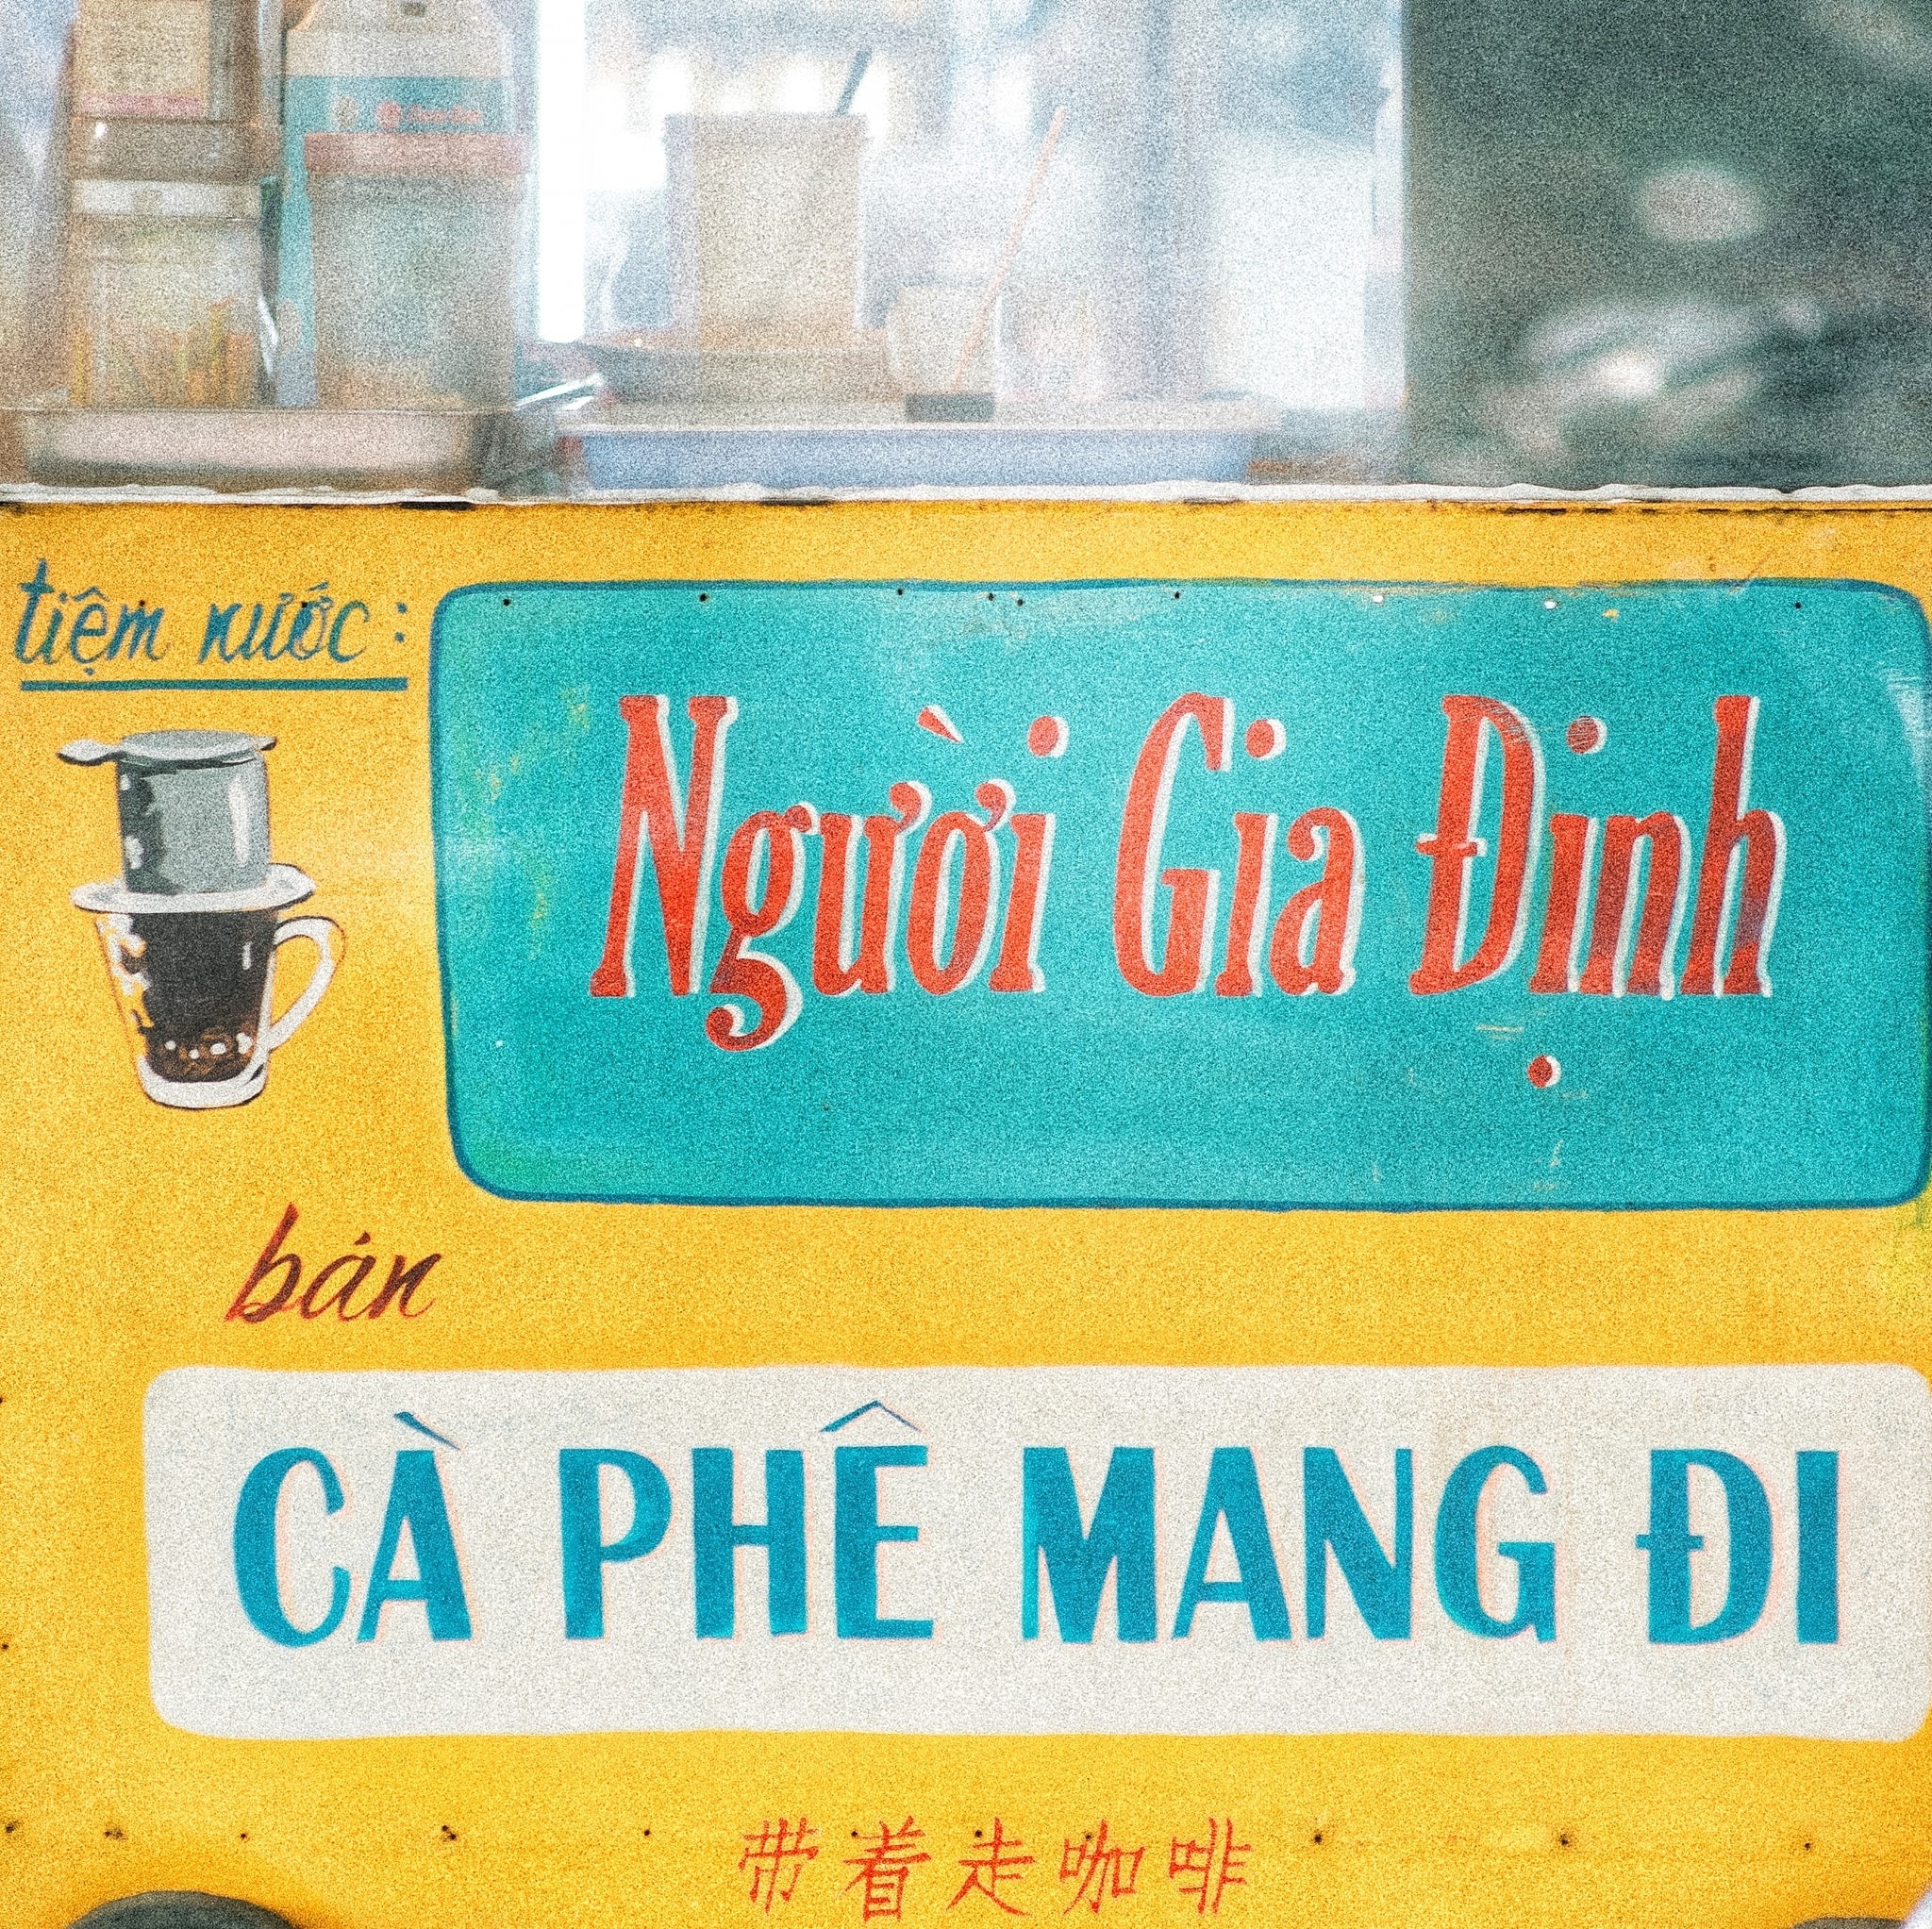 tiệm nước:
Người Gia Định
bán
CÀ PHÊ MANG ĐI
带着走咖啡